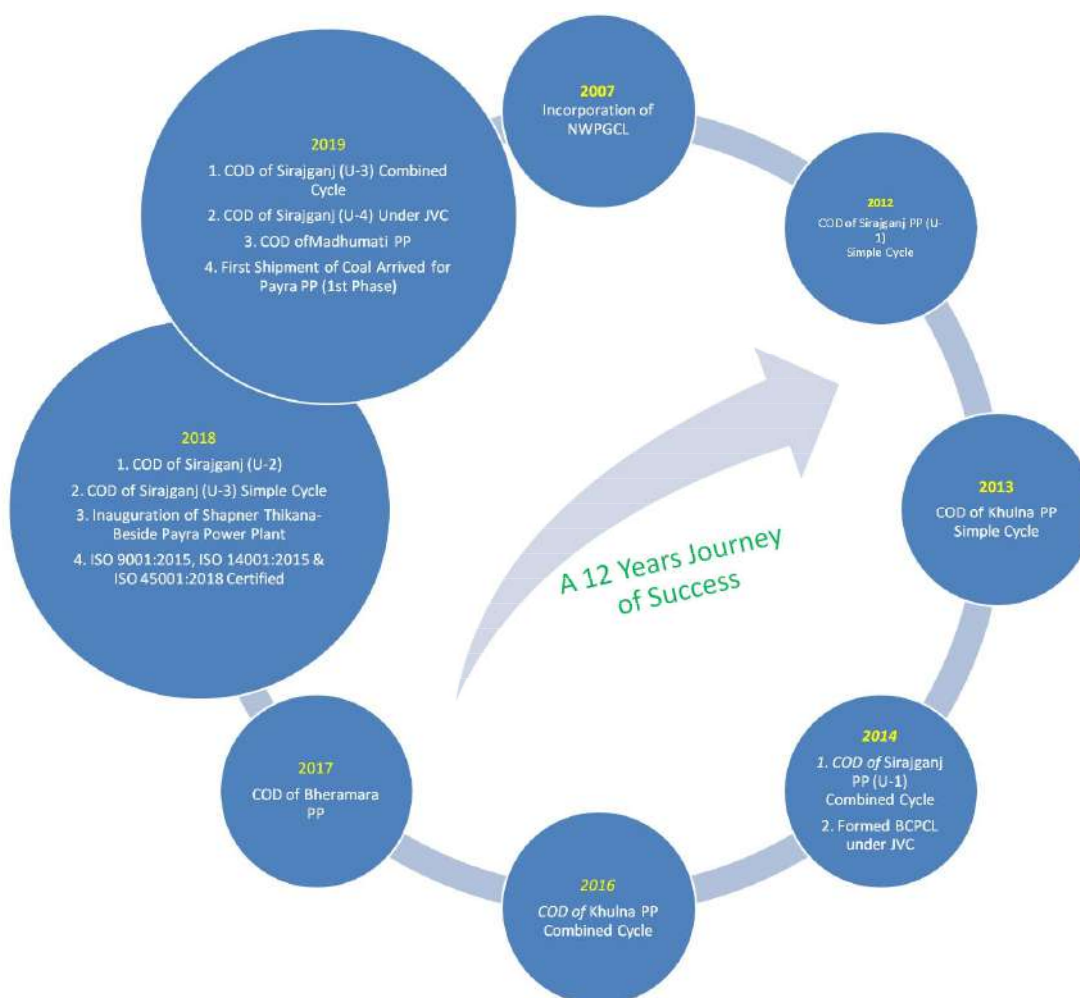 2007
Incorporation of
NWPGCL
2012
COD of Sirajganj PP (U-
1)
Simple Cycle
2013
COD of Khulna PP
Simple Cycle
2014
1. COD of Sirajganj
PP (U-1)
Combined Cycle
2. Formed BCPCL
under JVC
2016
COD of Khulna PP
Combined Cycle
2017
COD of Bheramara
PP
2018
1. COD of Sirajganj (U-2)
2. COD of Sirajganj (U-3) Simple Cycle
3. Inauguration of Shapner Thikana-
Beside Payra Power Plant
4. ISO 9001:2015, ISO 14001:2015 &
ISO 45001:2018 Certified
2019
1. COD of Sirajganj (U-3) Combined
Cycle
2. COD of Sirajganj (U-4) Under JVC
3. COD ofMadhumati PP
4. First Shipment of Coal Arrived for
Payra PP (1st Phase)
A 12 Years Journey
of Success